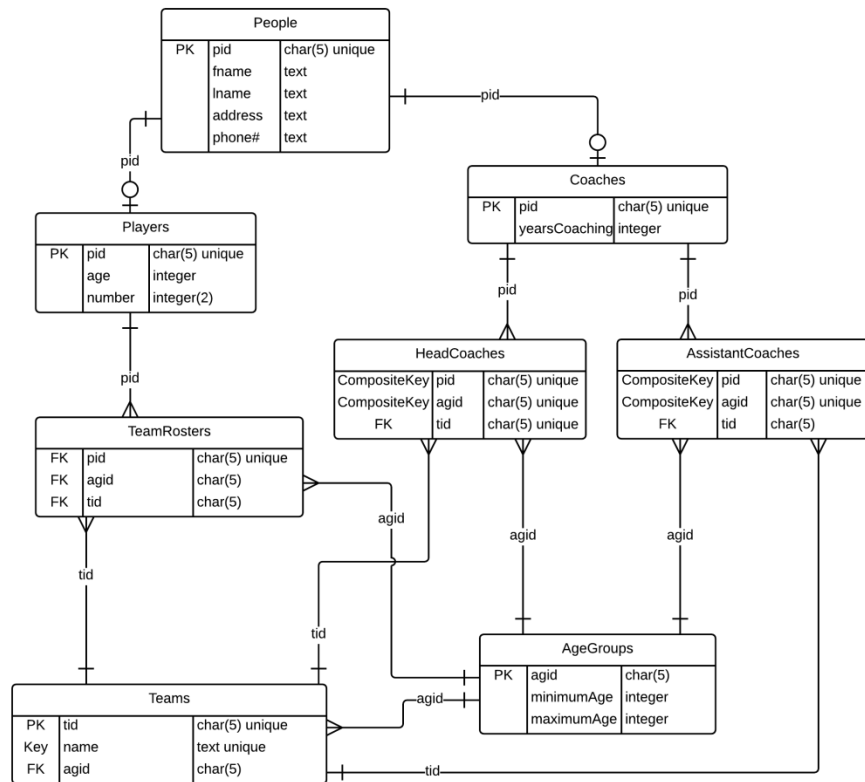 People
PK pid char(5) unique
fname text
lname text
address text
phone# text
pid
pid
Coaches
PK pid char(5) unique
yearsCoaching integer
Players
PK pid char(5) unique
age integer
number integer(2)
pid
pid
pid
HeadCoaches
CompositeKey pid char(5) unique
CompositeKey agid char(5) unique
FK tid char(5) unique
AssistantCoaches
CompositeKey pid char(5) unique
CompositeKey agid char(5) unique
FK tid char(5)
TeamRosters
FK pid char(5) unique
FK agid char(5)
FK tid char(5)
agid
agid
agid
tid
tid
AgeGroups
PK agid char(5)
minimumAge integer
maximumAge integer
agid
Teams
PK tid char(5) unique
Key name text unique
FK agid char(5)
tid